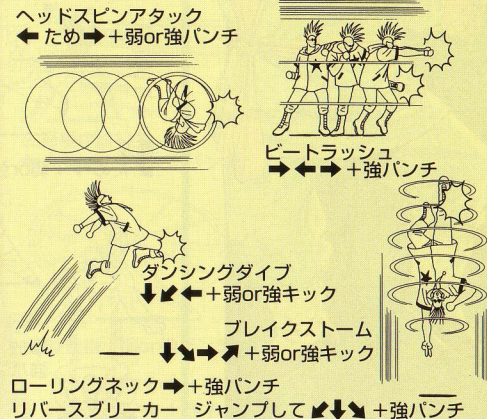 ヘッドスピンアタック
⬅ため➡+弱or強パンチ
ビートラッシュ
➡⬅➡+強パンチ
ダンシングダイブ
⬇↙⬅+弱or強キック
ブレイクストーム
⬇↘➡↗+弱or強キック
ローリングネック➡+強パンチ
リバースブリーカー ジャンプして↙⬇↘+強パンチ